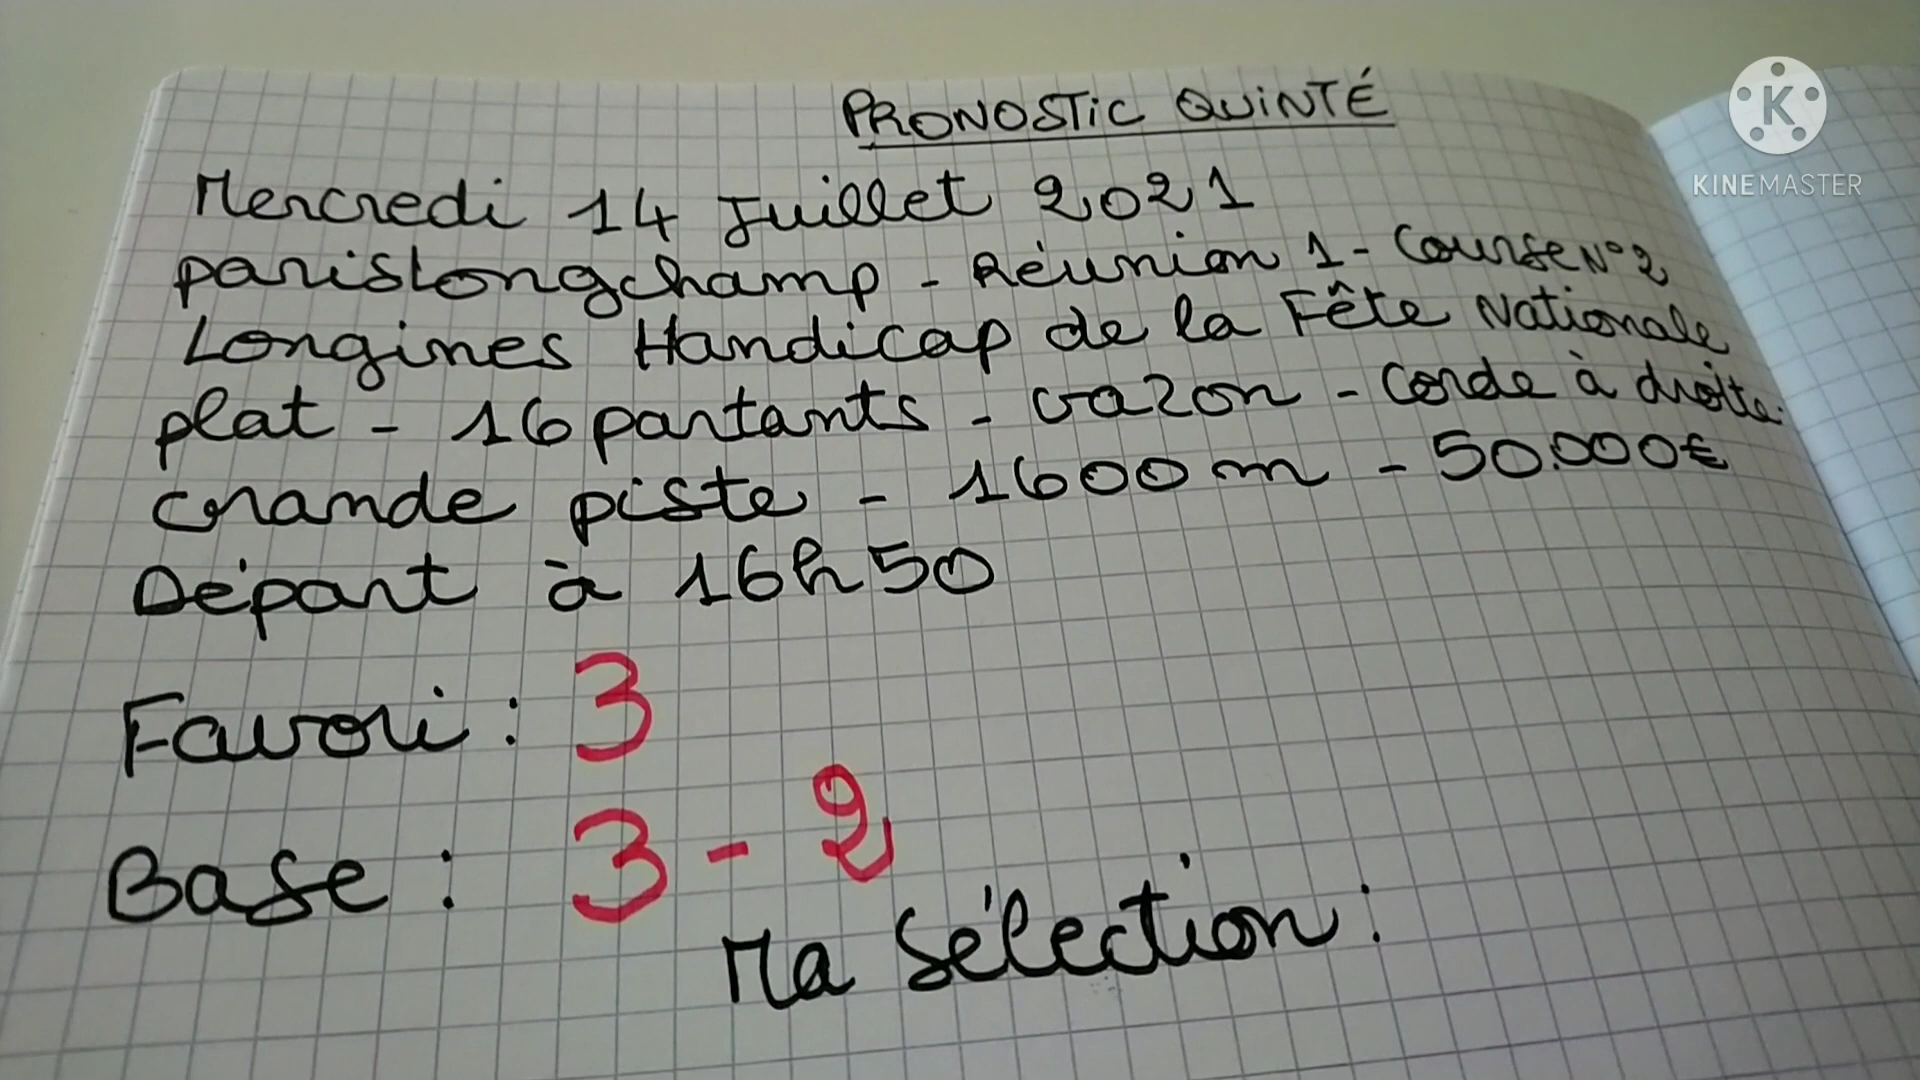 PRONOSTIC QUINTÉ
K
KINEMASTER
Mercredi 14 Juillet 2021
parisLongchamp - Réunion 1 - Course N° 2
Longines Handicap de la Fête Nationale
plat - 16 partants - Gazon - Corde à droite.
Grande piste - 1600 m - 50.000€
Départ à 16h50
Favori : 3
Base : 3 - 2
Ma Sélection :